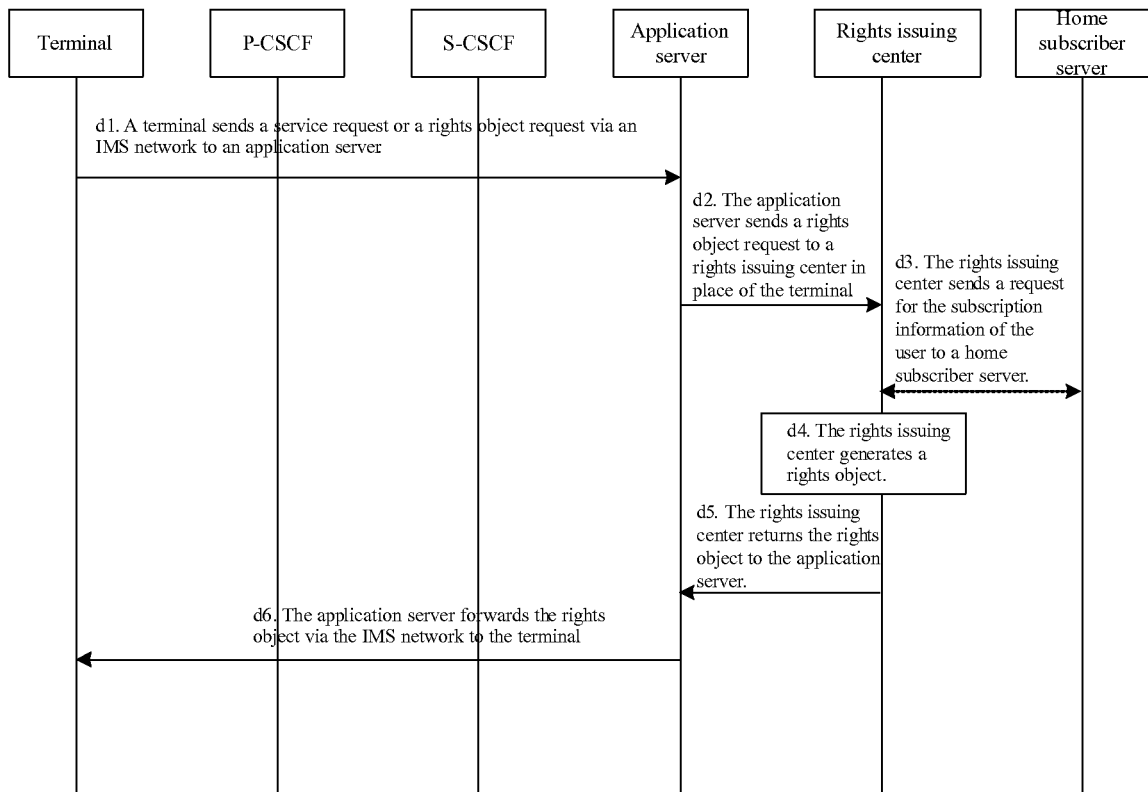 Terminal
P-CSCF
S-CSCF
Application
server
Rights issuing
center
Home
subscriber
server
d1. A terminal sends a service request or a rights object request via an
IMS network to an application server.
d2. The application
server sends a rights
object request to a
rights issuing center in
place of the terminal
d3. The rights issuing
center sends a request
for the subscription
information of the
user to a home
subscriber server.
d4. The rights issuing
center generates a
rights object.
d5. The rights issuing
center returns the rights
object to the application
server.
d6. The application server forwards the rights
object via the IMS network to the terminal